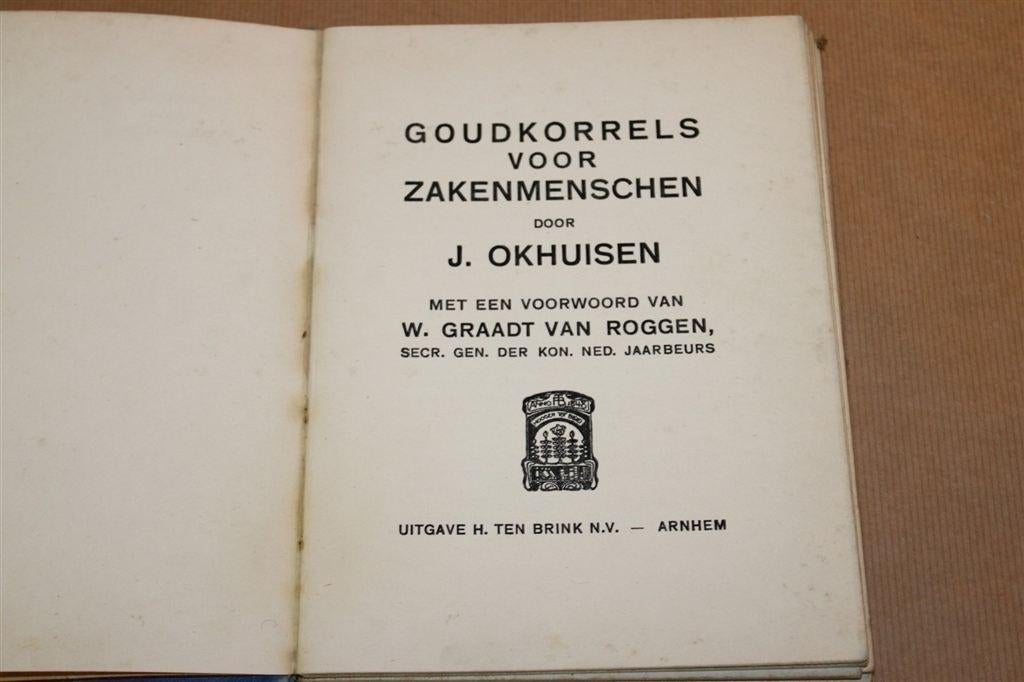 GOUDKORRELS
VOOR
ZAKENMENSCHEN
DOOR
J. OKHUISEN
MET EEN VOORWOORD VAN
W. GRAADT VAN ROGGEN,
SECR. GEN. DER KON. NED. JAARBEURS
ANNO
UITGAVE H. TEN BRINK N.V. — ARNHEM